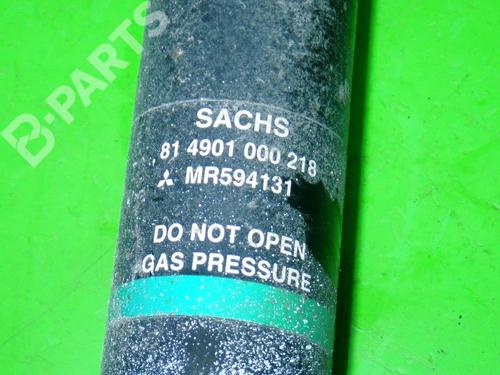 B-PARTS
SACHS
81 4901 000 218
MR594131
DO NOT OPEN
GAS PRESSURE